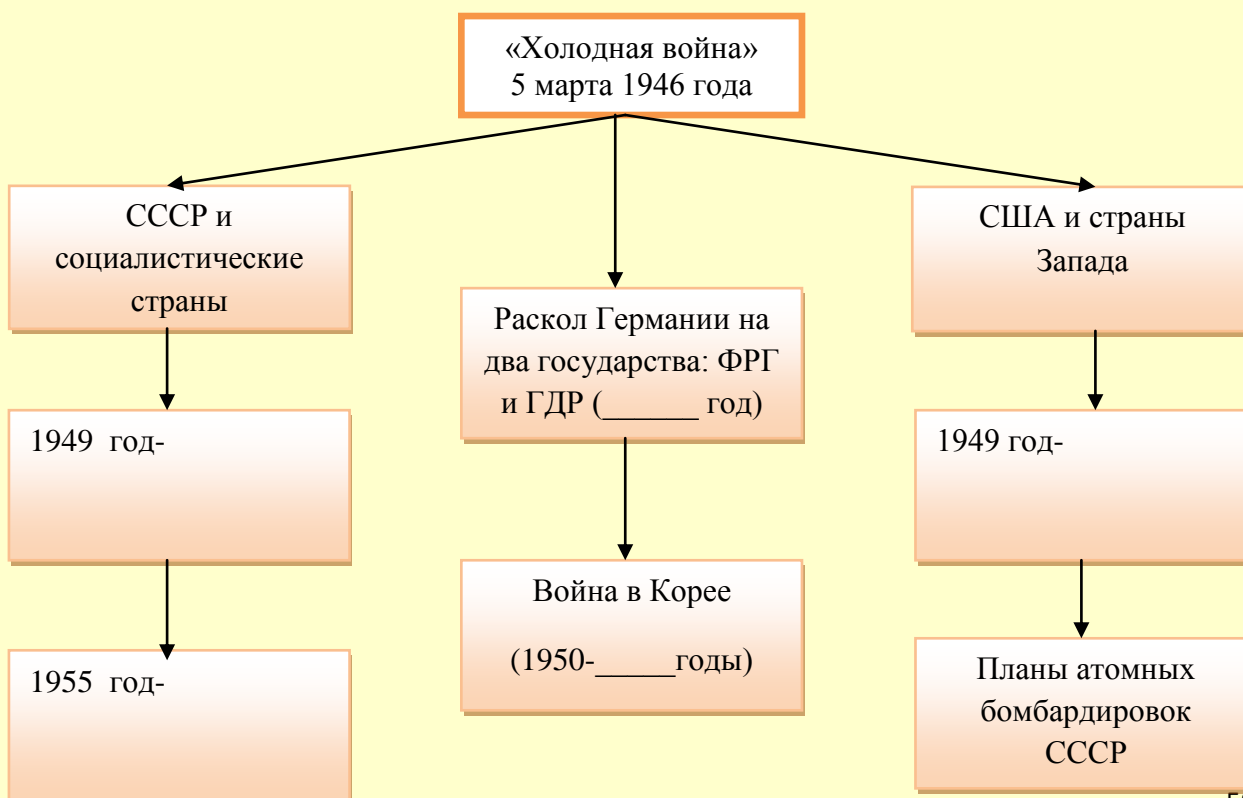 «Холодная война»
5 марта 1946 года
СССР и
социалистические
страны
Раскол Германии на
два государства: ФРГ
и ГДР (______ год)
США и страны
Запада
1949  год-
1949 год-
Война в Корее
(1950-_____годы)
1955  год-
Планы атомных
бомбардировок
СССР